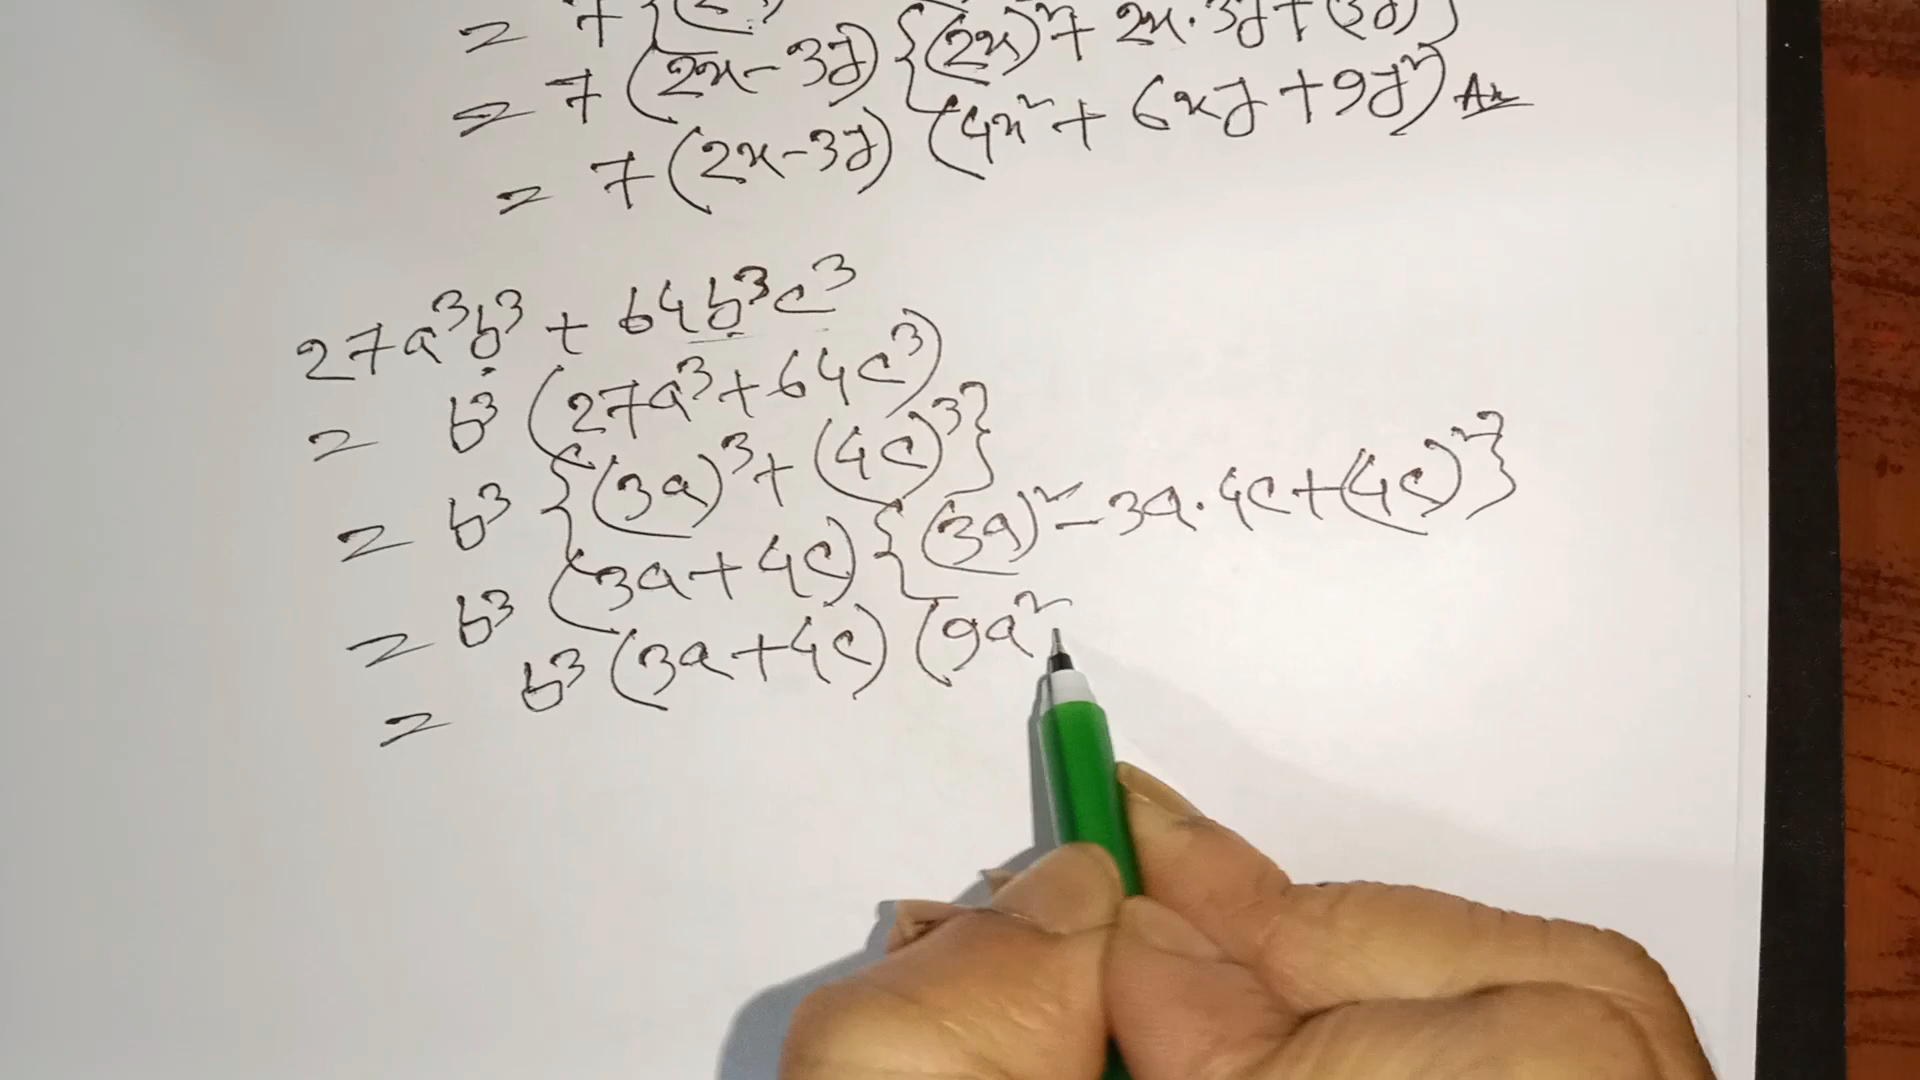 = 7{(2
= 7(2x-3y){(2x)²+2x.3y+(3y)}
= 7(2x-3y)(4x²+6xy+9y²) Ans
27a³b³+64b³c³
= b³(27a³+64c³)
= b³{(3a)³+(4c)³}
= b³(3a+4c){(3a)²-3a.4c+(4c)²}
= b³(3a+4c)(9a²